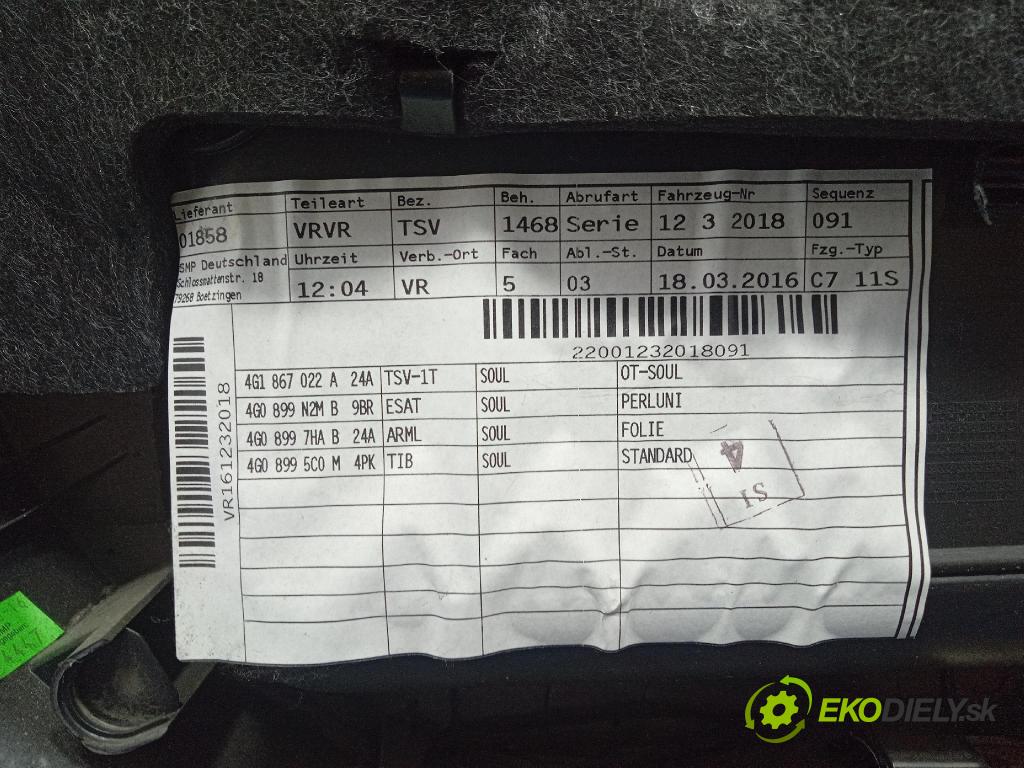 Lieferant Teileart Bez. Beh. Abrufart Fahrzeug-Nr Sequenz
01858 VRVR TSV 1468 Serie 12 3 2018 091
SMP Deutschland
Schlossmattenstr. 18
79268 Boetzingen
Uhrzeit Verb.-Ort Fach Abl.-St. Datum Fzg.-Typ
12:04 VR 5 03 18.03.2016 C7 11S
22001232018091
VR161232018
4G1 867 022 A 24A TSV-1T SOUL OT-SOUL
4G0 899 N2M B 9BR ESAT SOUL PERLUNI
4G0 899 7HA B 24A ARML SOUL FOLIE
4G0 899 5C0 M 4PK TIB SOUL STANDARD
4
SI
EKODIELY.sk